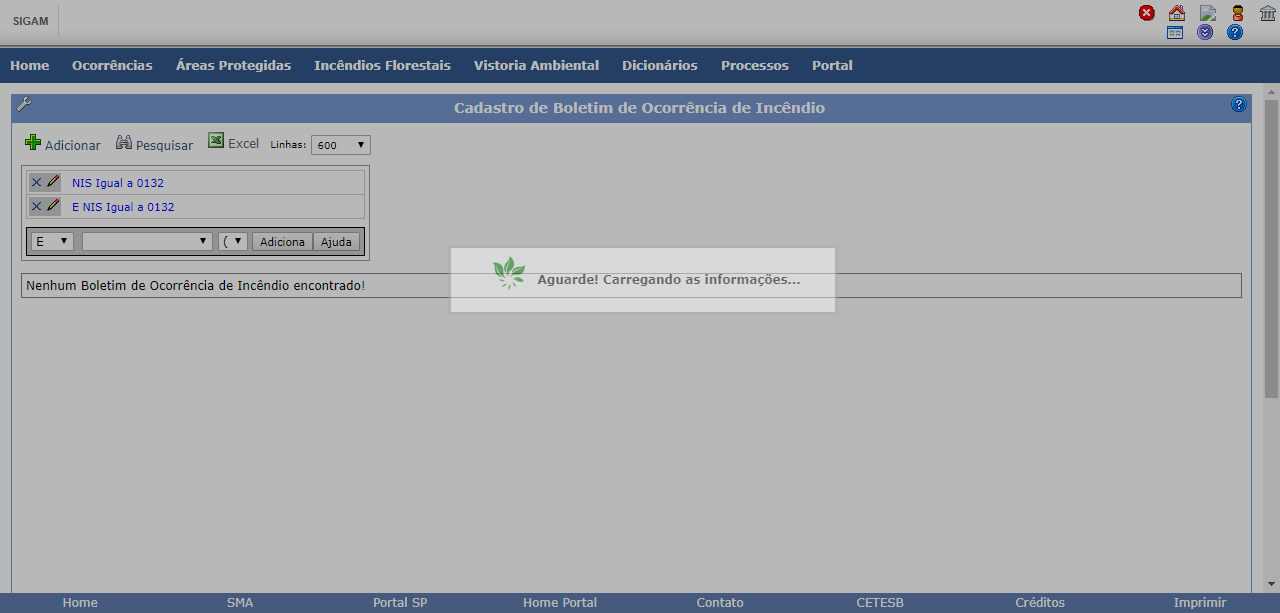 SIGAM
Home Ocorrências Áreas Protegidas Incêndios Florestais Vistoria Ambiental Dicionários Processos Portal
Cadastro de Boletim de Ocorrência de Incêndio
Adicionar Pesquisar Excel Linhas: 600
NIS Igual a 0132
E NIS Igual a 0132
E ( Adiciona Ajuda
Aguarde! Carregando as informações...
Nenhum Boletim de Ocorrência de Incêndio encontrado!
Home SMA Portal SP Home Portal Contato CETESB Créditos Imprimir